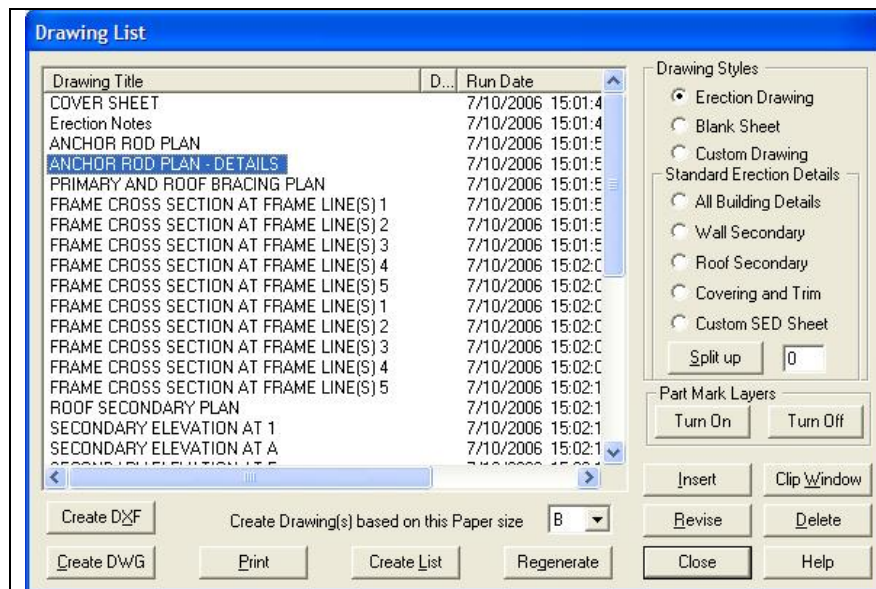 Drawing List
Drawing Title D... Run Date
COVER SHEET 7/10/2006 15:01:4
Erection Notes 7/10/2006 15:01:4
ANCHOR ROD PLAN 7/10/2006 15:01:5
ANCHOR ROD PLAN - DETAILS 7/10/2006 15:01:5
PRIMARY AND ROOF BRACING PLAN 7/10/2006 15:01:5
FRAME CROSS SECTION AT FRAME LINE(S) 1 7/10/2006 15:01:5
FRAME CROSS SECTION AT FRAME LINE(S) 2 7/10/2006 15:01:5
FRAME CROSS SECTION AT FRAME LINE(S) 3 7/10/2006 15:01:5
FRAME CROSS SECTION AT FRAME LINE(S) 4 7/10/2006 15:02:0
FRAME CROSS SECTION AT FRAME LINE(S) 5 7/10/2006 15:02:0
FRAME CROSS SECTION AT FRAME LINE(S) 1 7/10/2006 15:02:0
FRAME CROSS SECTION AT FRAME LINE(S) 2 7/10/2006 15:02:0
FRAME CROSS SECTION AT FRAME LINE(S) 3 7/10/2006 15:02:0
FRAME CROSS SECTION AT FRAME LINE(S) 4 7/10/2006 15:02:0
FRAME CROSS SECTION AT FRAME LINE(S) 5 7/10/2006 15:02:1
ROOF SECONDARY PLAN 7/10/2006 15:02:1
SECONDARY ELEVATION AT 1 7/10/2006 15:02:1
SECONDARY ELEVATION AT A 7/10/2006 15:02:1
Drawing Styles
Erection Drawing
Blank Sheet
Custom Drawing
Standard Erection Details
All Building Details
Wall Secondary
Roof Secondary
Covering and Trim
Custom SED Sheet
Split up 0
Part Mark Layers
Turn On Turn Off
Insert Clip Window
Revise Delete
Close Help
Create DXF Create Drawing(s) based on this Paper size B
Create DWG Print Create List Regenerate